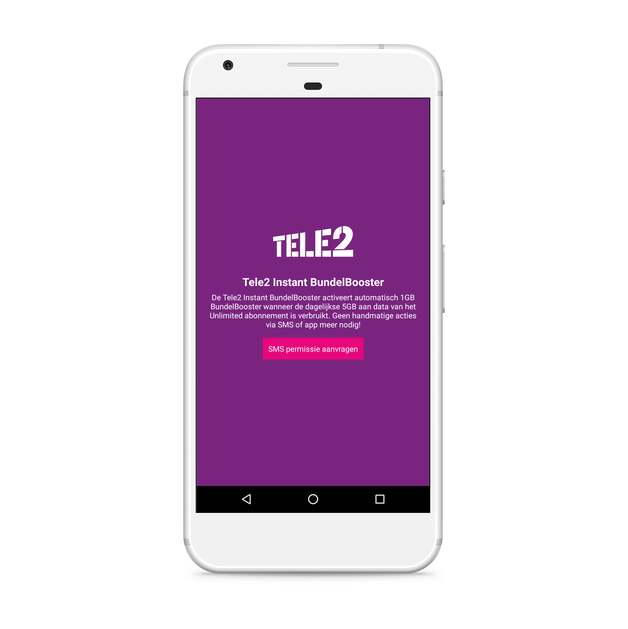 TELE2
Tele2 Instant BundelBooster
De Tele2 Instant BundelBooster activeert automatisch 1GB
BundelBooster wanneer de dagelijkse 5GB aan data van het
Unlimited abonnement is verbruikt. Geen handmatige acties
via SMS of app meer nodig!
SMS permissie aanvragen